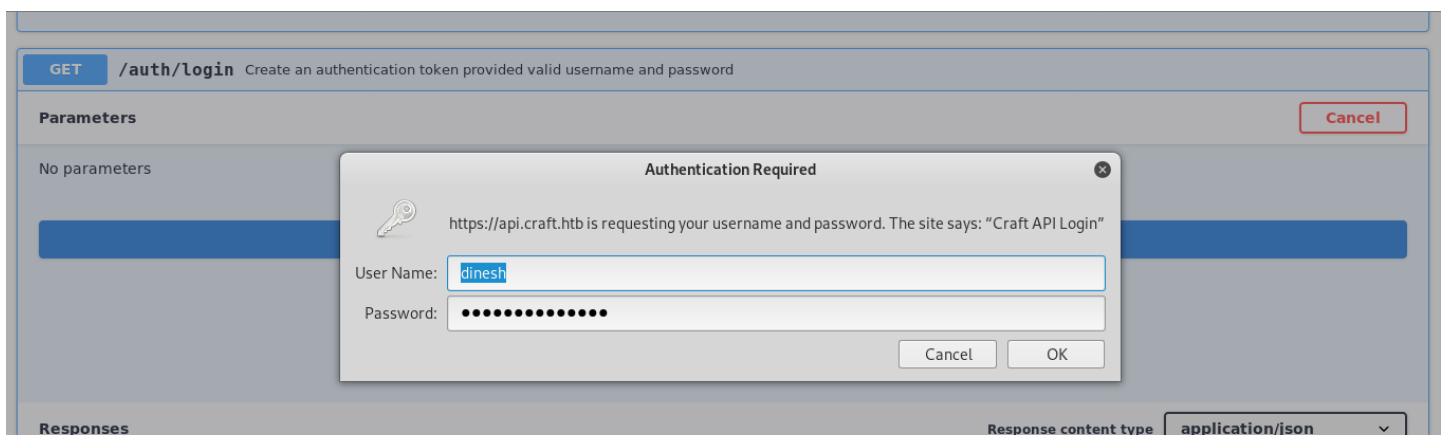 GET /auth/login Create an authentication token provided valid username and password
Parameters Cancel
No parameters
Authentication Required
https://api.craft.htb is requesting your username and password. The site says: “Craft API Login”
User Name: dinesh
Password: ●●●●●●●●●●●●●●
Cancel OK
Responses Response content type application/json